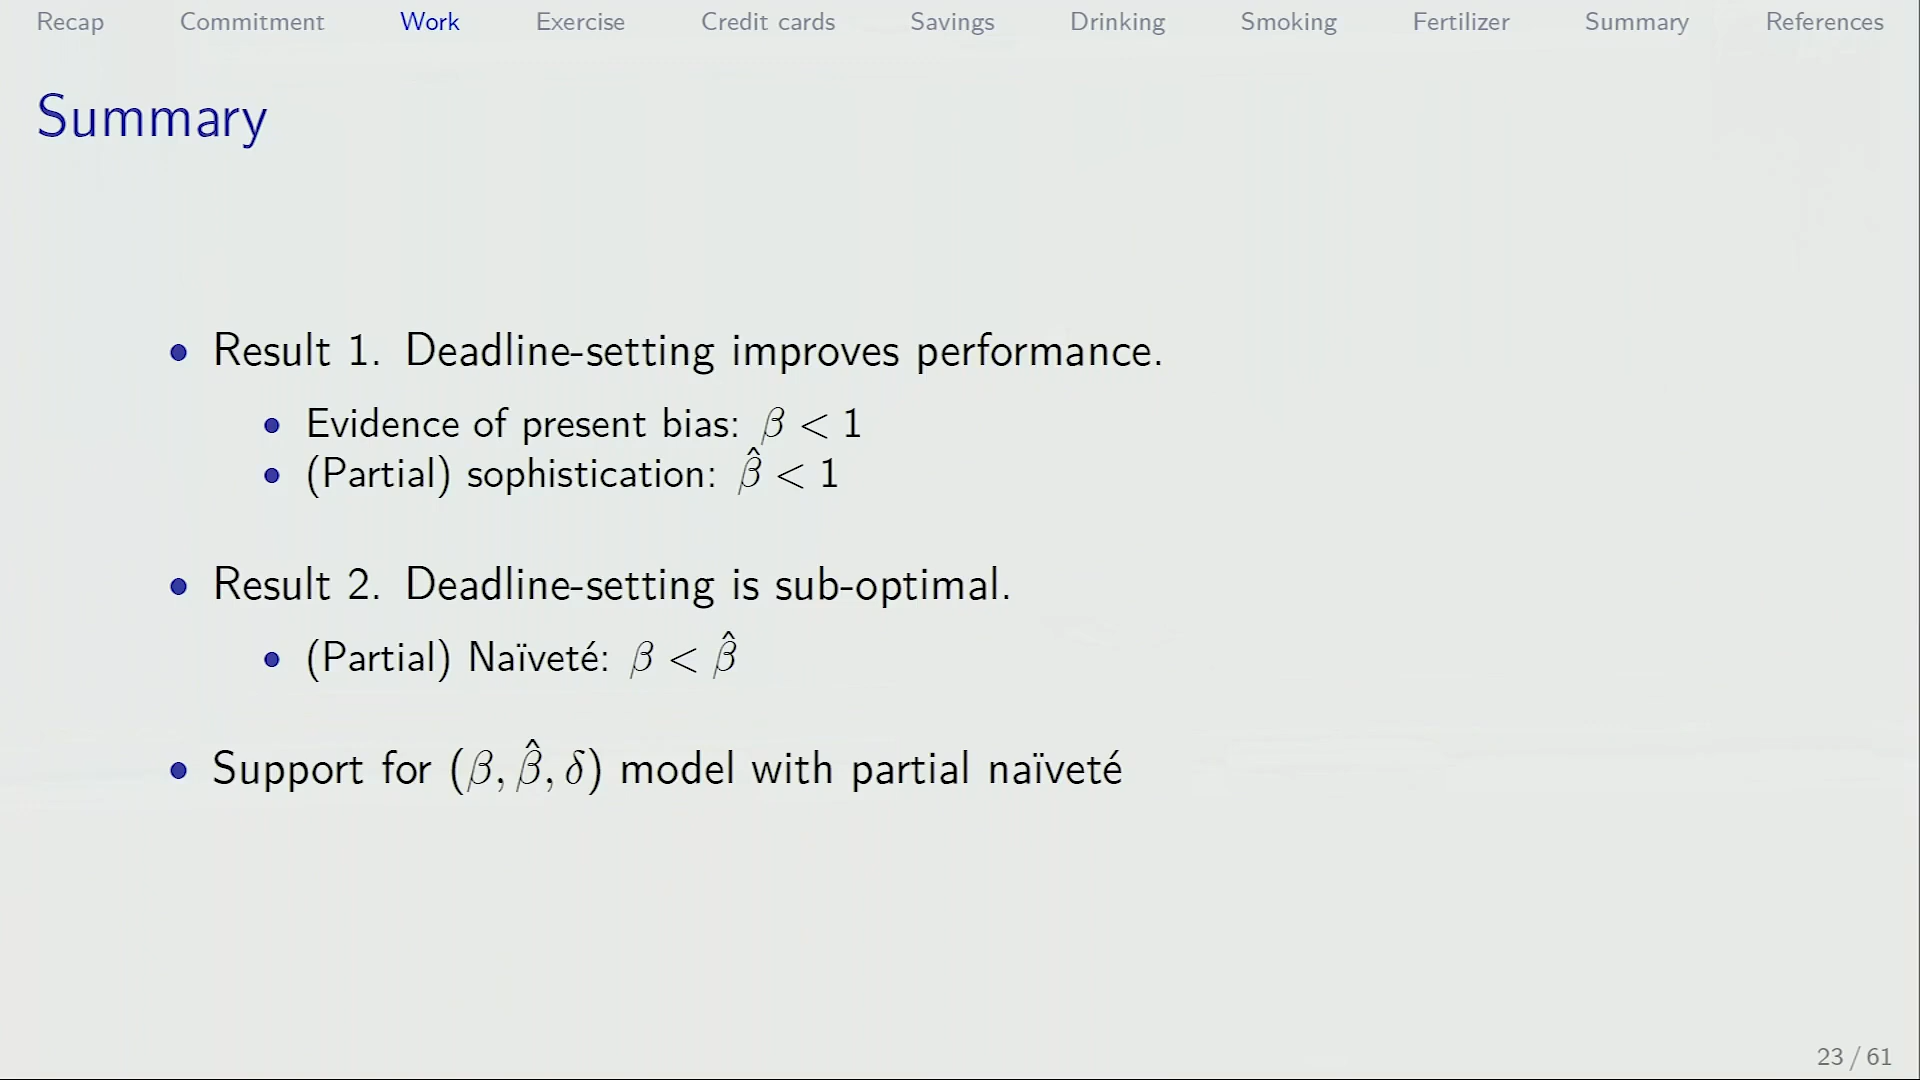 Recap Commitment Work Exercise Credit cards Savings Drinking Smoking Fertilizer Summary References
Summary
• Result 1. Deadline-setting improves performance.
• Evidence of present bias: β < 1
• (Partial) sophistication: β̂ < 1
• Result 2. Deadline-setting is sub-optimal.
• (Partial) Naïveté: β < β̂
• Support for (β, β̂, δ) model with partial naïveté
23 / 61